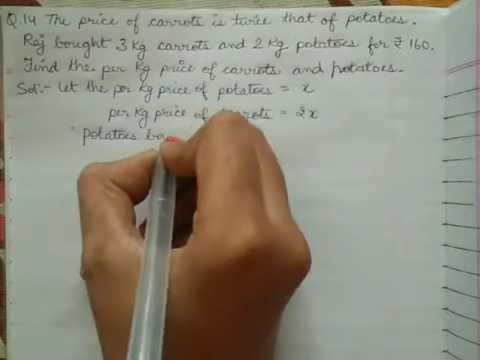 Q.14 The price of carrots is twice that of potatoes.
Raj bought 3 Kg carrots and 2 Kg potatoes for ₹ 160.
Find the per Kg price of carrots and potatoes.
Sol:- Let the per Kg price of potatoes = x
per Kg price of carrots = 2x
potatoes bo